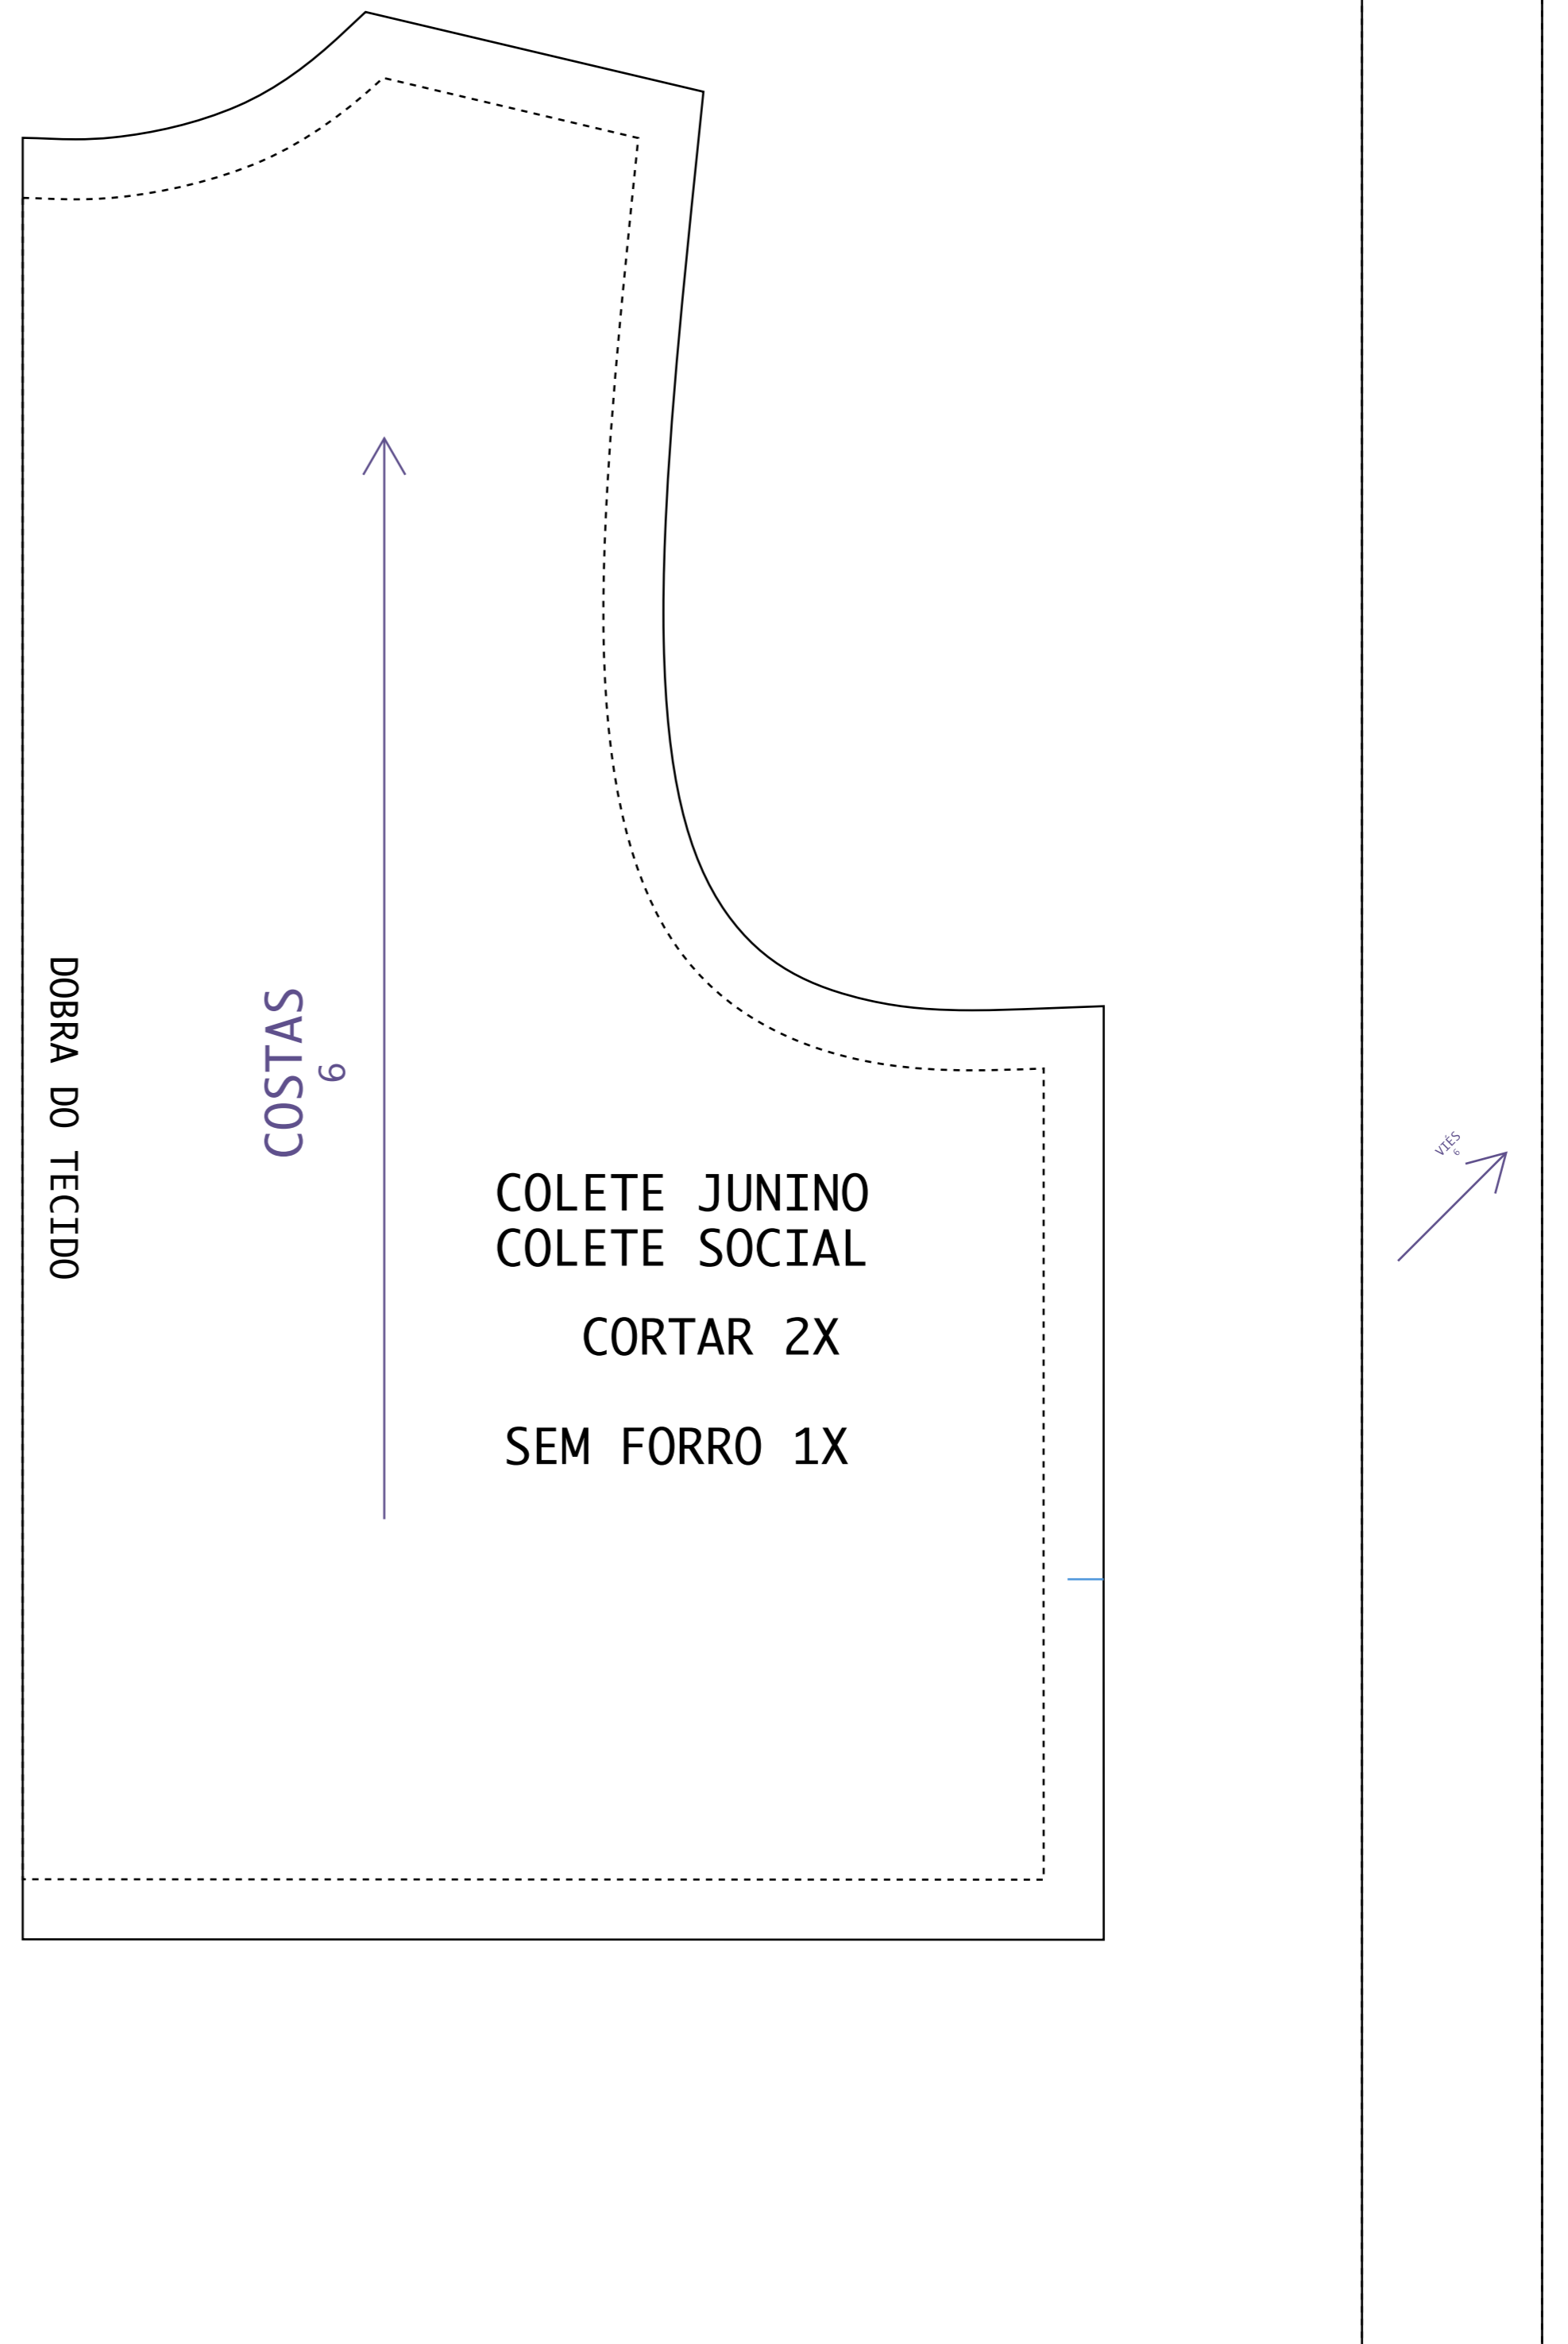 DOBRA DO TECIDO
COSTAS
6
COLETE JUNINO
COLETE SOCIAL
CORTAR 2X
SEM FORRO 1X
VIÉS
6